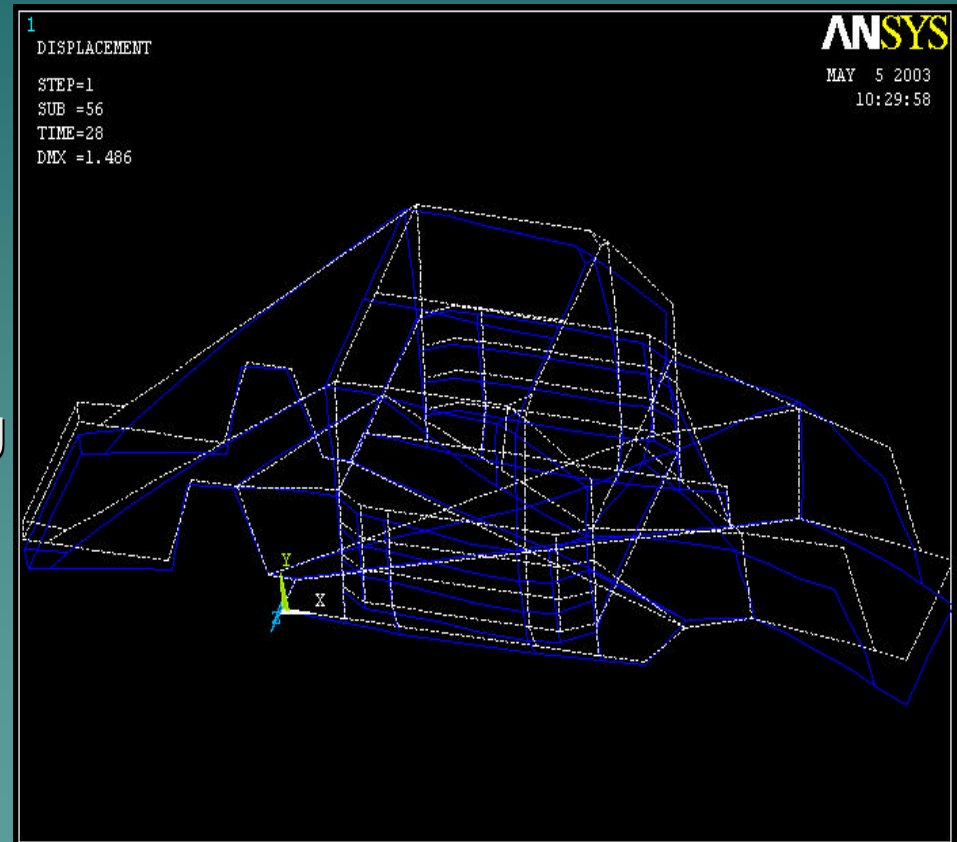 1
DISPLACEMENT
STEP=1
SUB =56
TIME=28
DMX =1.486
ANSYS
MAY  5 2003
10:29:58
Y
X
Z